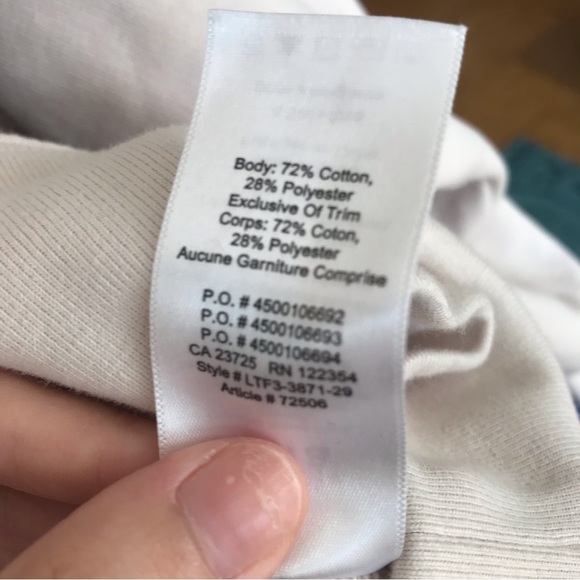 Body: 72% Cotton,
28% Polyester
Exclusive Of Trim
Corps: 72% Coton,
28% Polyester
Aucune Garniture Comprise
P.O. # 4500106692
P.O. # 4500106693
P.O. # 4500106694
CA 23725 RN 122354
Style # LTF3-3871-29
Article # 72506